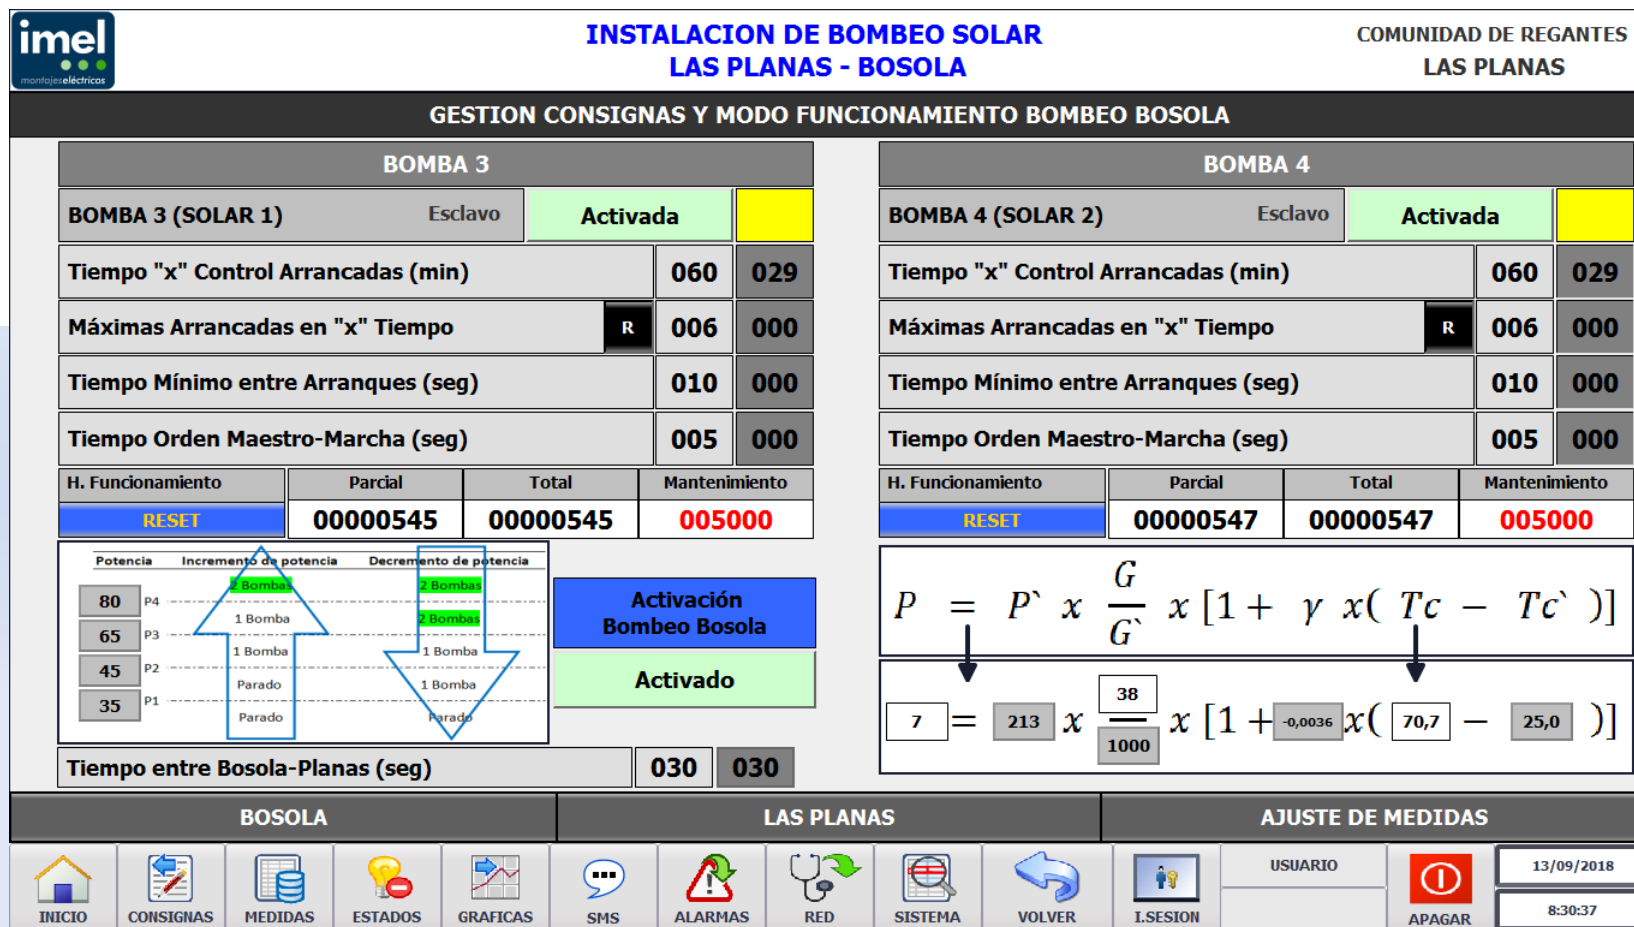 imel
montajeseléctricos
INSTALACION DE BOMBEO SOLAR
LAS PLANAS - BOSOLA
COMUNIDAD DE REGANTES
LAS PLANAS
GESTION CONSIGNAS Y MODO FUNCIONAMIENTO BOMBEO BOSOLA
BOMBA 3
BOMBA 3 (SOLAR 1) Esclavo Activada
Tiempo "x" Control Arrancadas (min) 060 029
Máximas Arrancadas en "x" Tiempo R 006 000
Tiempo Mínimo entre Arranques (seg) 010 000
Tiempo Orden Maestro-Marcha (seg) 005 000
H. Funcionamiento Parcial Total Mantenimiento
RESET 00000545 00000545 005000
Potencia Incremento de potencia Decremento de potencia
2 Bombas 2 Bombas
80 P4
1 Bomba 2 Bombas
65 P3
1 Bomba 1 Bomba
45 P2
Parado 1 Bomba
35 P1
Parado Parado
Activación
Bombeo Bosola
Activado
Tiempo entre Bosola-Planas (seg) 030 030
BOMBA 4
BOMBA 4 (SOLAR 2) Esclavo Activada
Tiempo "x" Control Arrancadas (min) 060 029
Máximas Arrancadas en "x" Tiempo R 006 000
Tiempo Mínimo entre Arranques (seg) 010 000
Tiempo Orden Maestro-Marcha (seg) 005 000
H. Funcionamiento Parcial Total Mantenimiento
RESET 00000547 00000547 005000
P = P` x G / G` x [1 + γ x( Tc − Tc` )]
7 = 213 x 38 / 1000 x [1 + -0,0036 x( 70,7 − 25,0 )]
BOSOLA LAS PLANAS AJUSTE DE MEDIDAS
INICIO CONSIGNAS MEDIDAS ESTADOS GRAFICAS SMS ALARMAS RED SISTEMA VOLVER I.SESION USUARIO APAGAR
13/09/2018
8:30:37